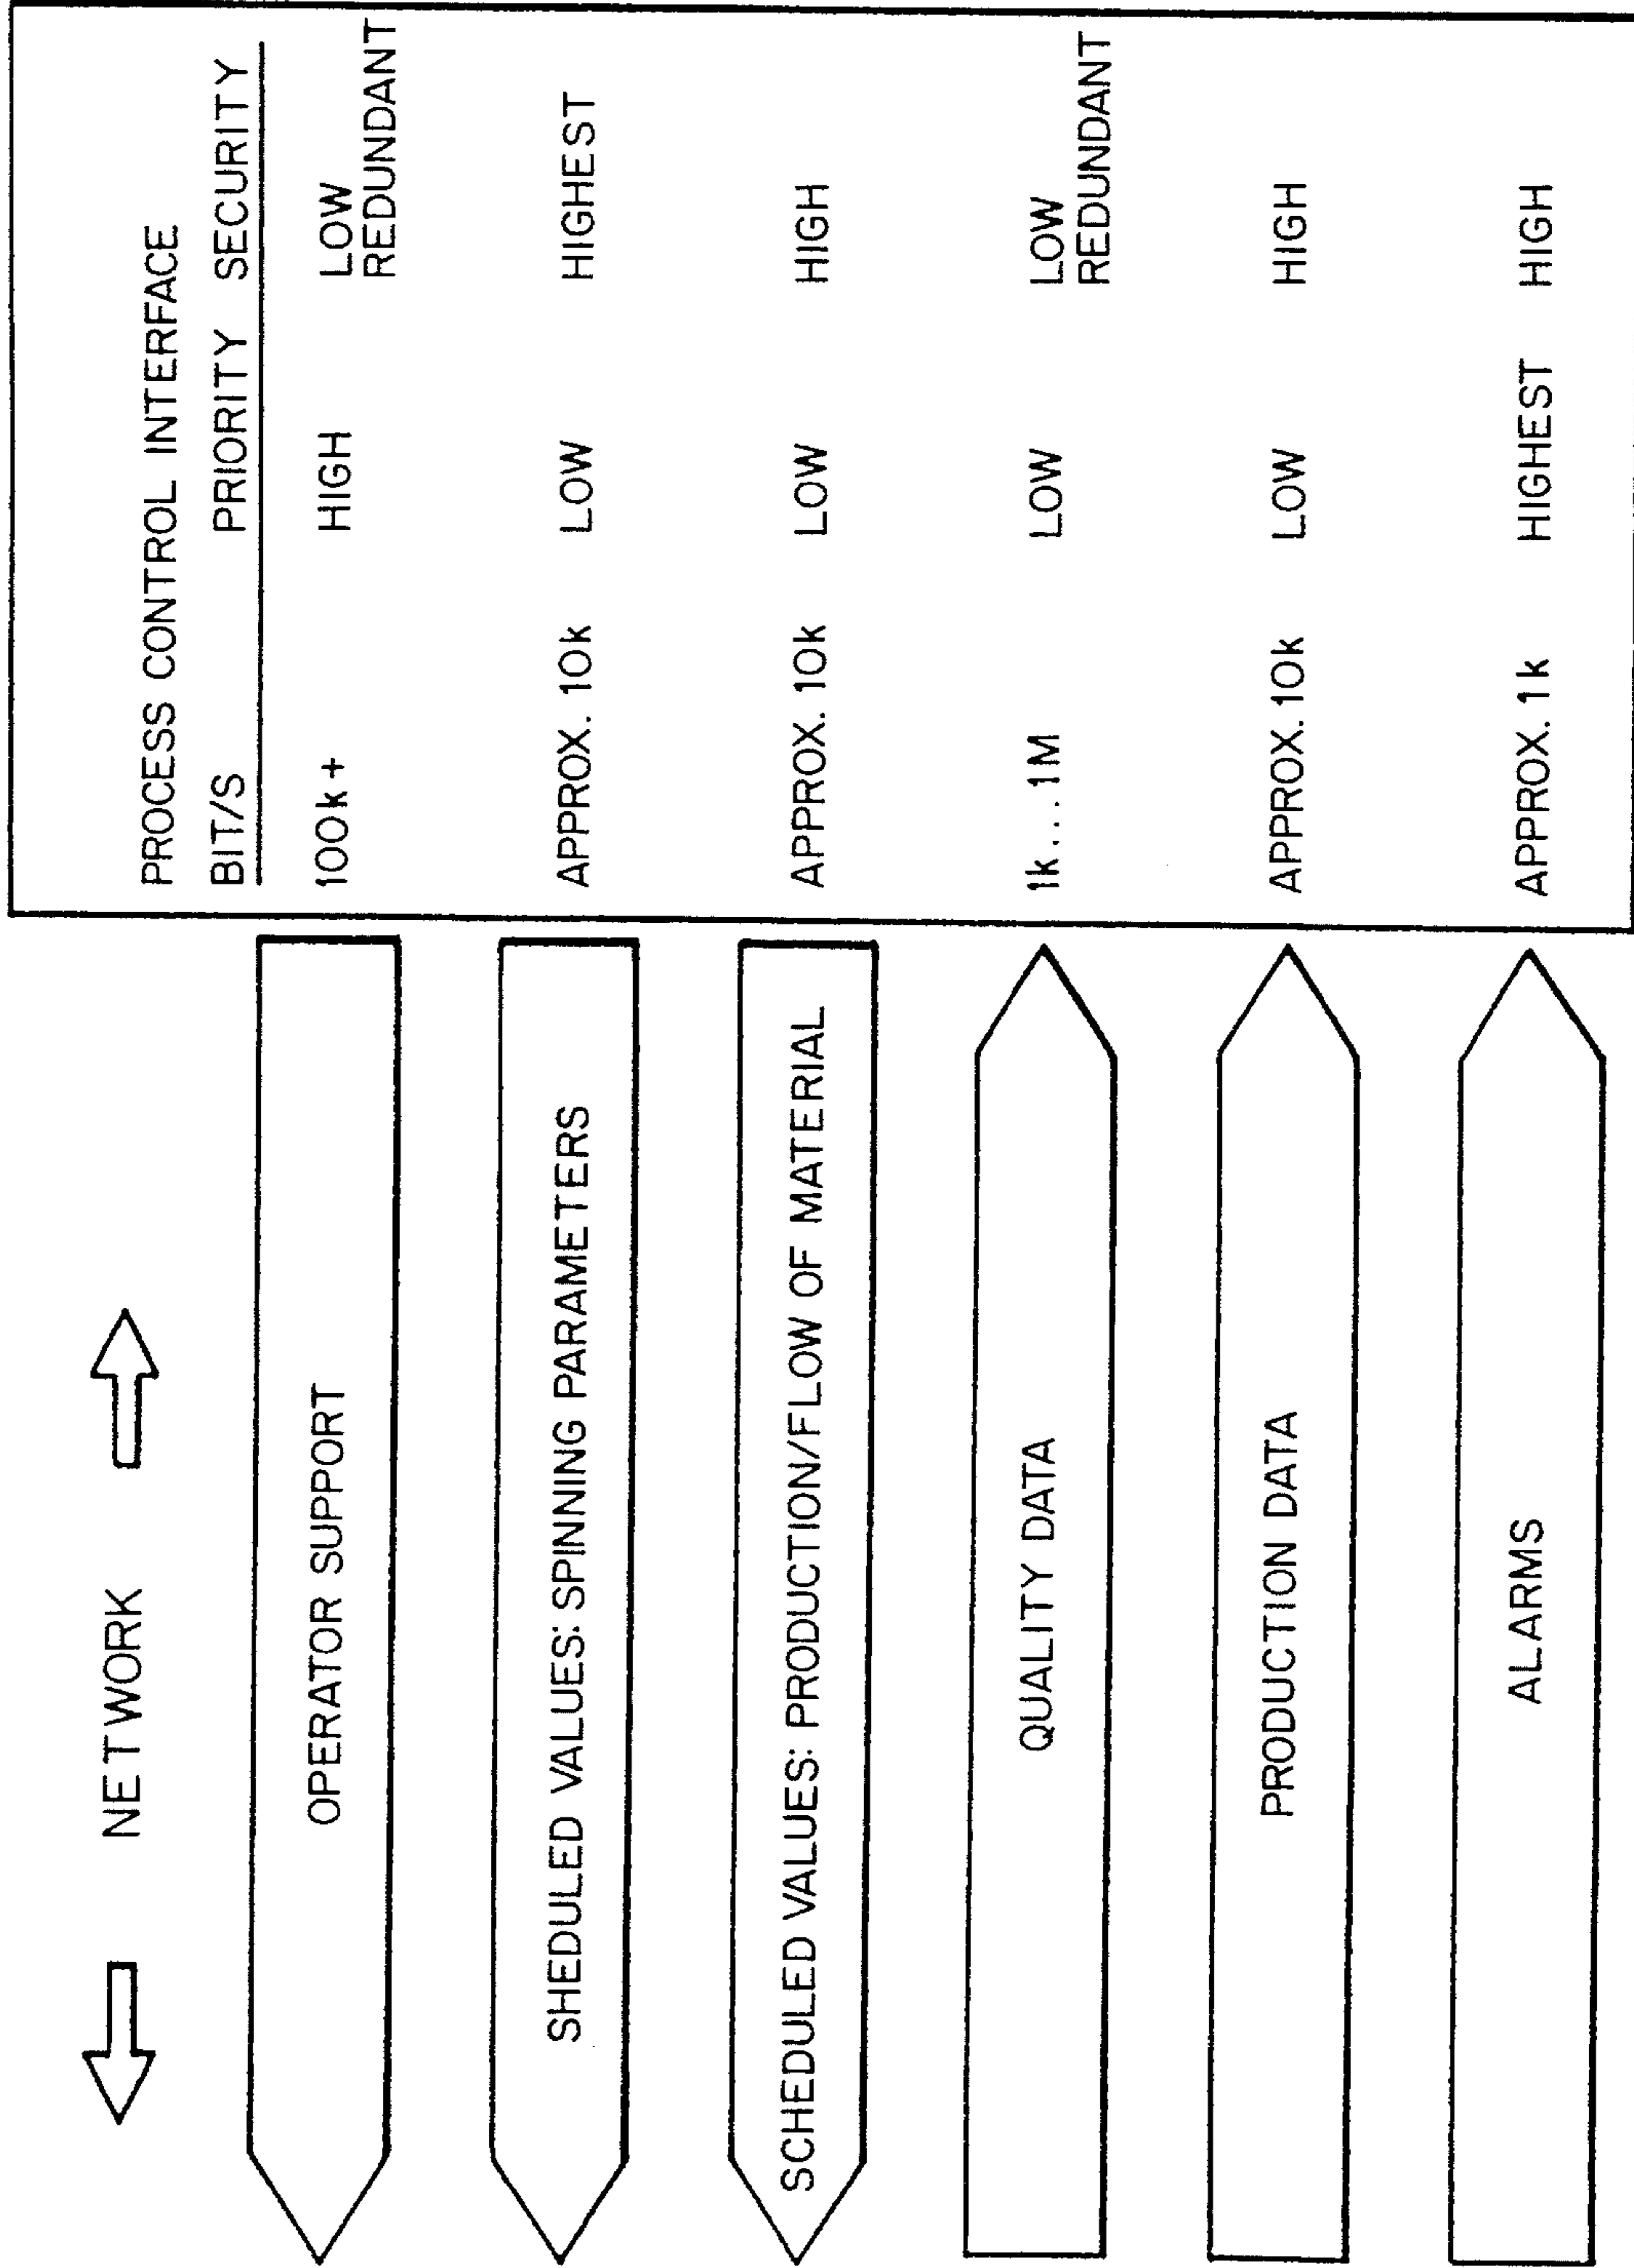 NETWORK
PROCESS CONTROL INTERFACE
BIT/S PRIORITY SECURITY
OPERATOR SUPPORT
100k+ HIGH LOW
REDUNDANT
SHEDULED VALUES: SPINNING PARAMETERS
APPROX. 10k LOW HIGHEST
SCHEDULED VALUES: PRODUCTION/FLOW OF MATERIAL
APPROX. 10k LOW HIGH
QUALITY DATA
1k...1M LOW LOW
REDUNDANT
PRODUCTION DATA
APPROX. 10k LOW HIGH
ALARMS
APPROX. 1k HIGHEST HIGH